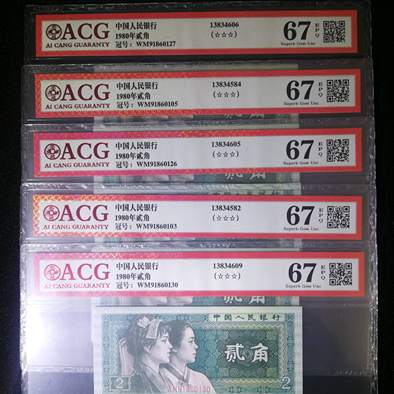 ACG
AI CANG GUARANTY
中国人民银行
1980年贰角
冠号: WM91860127
13834606
(☆☆☆)
67 EPQ
Superb Gem Unc
ACG
AI CANG GUARANTY
中国人民银行
1980年贰角
冠号: WM91860105
13834584
(☆☆☆)
67 EPQ
Superb Gem Unc
ACG
AI CANG GUARANTY
中国人民银行
1980年贰角
冠号: WM91860126
13834605
(☆☆☆)
67 EPQ
Superb Gem Unc
ACG
AI CANG GUARANTY
中国人民银行
1980年贰角
冠号: WM91860103
13834582
(☆☆☆)
67 EPQ
Superb Gem Unc
ACG
AI CANG GUARANTY
中国人民银行
1980年贰角
冠号: WM91860130
13834609
(☆☆☆)
67 EPQ
Superb Gem Unc
中国人民银行
贰角
2
2